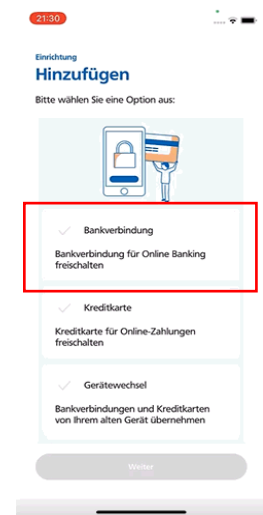 21:30
Einrichtung
Hinzufügen
Bitte wählen Sie eine Option aus:
Bankverbindung
Bankverbindung für Online Banking
freischalten
Kreditkarte
Kreditkarte für Online-Zahlungen
freischalten
Gerätewechsel
Bankverbindungen und Kreditkarten
von Ihrem alten Gerät übernehmen
Weiter